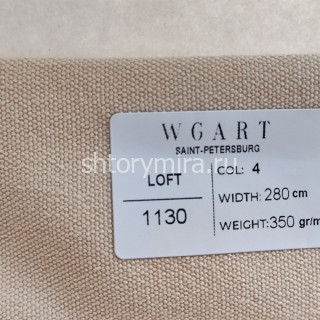 WGART
SAINT-PETERSBURG
shtorymira.ru
LOFT
1130
COL: 4
WIDTH: 280 cm
WEIGHT: 350 gr/m